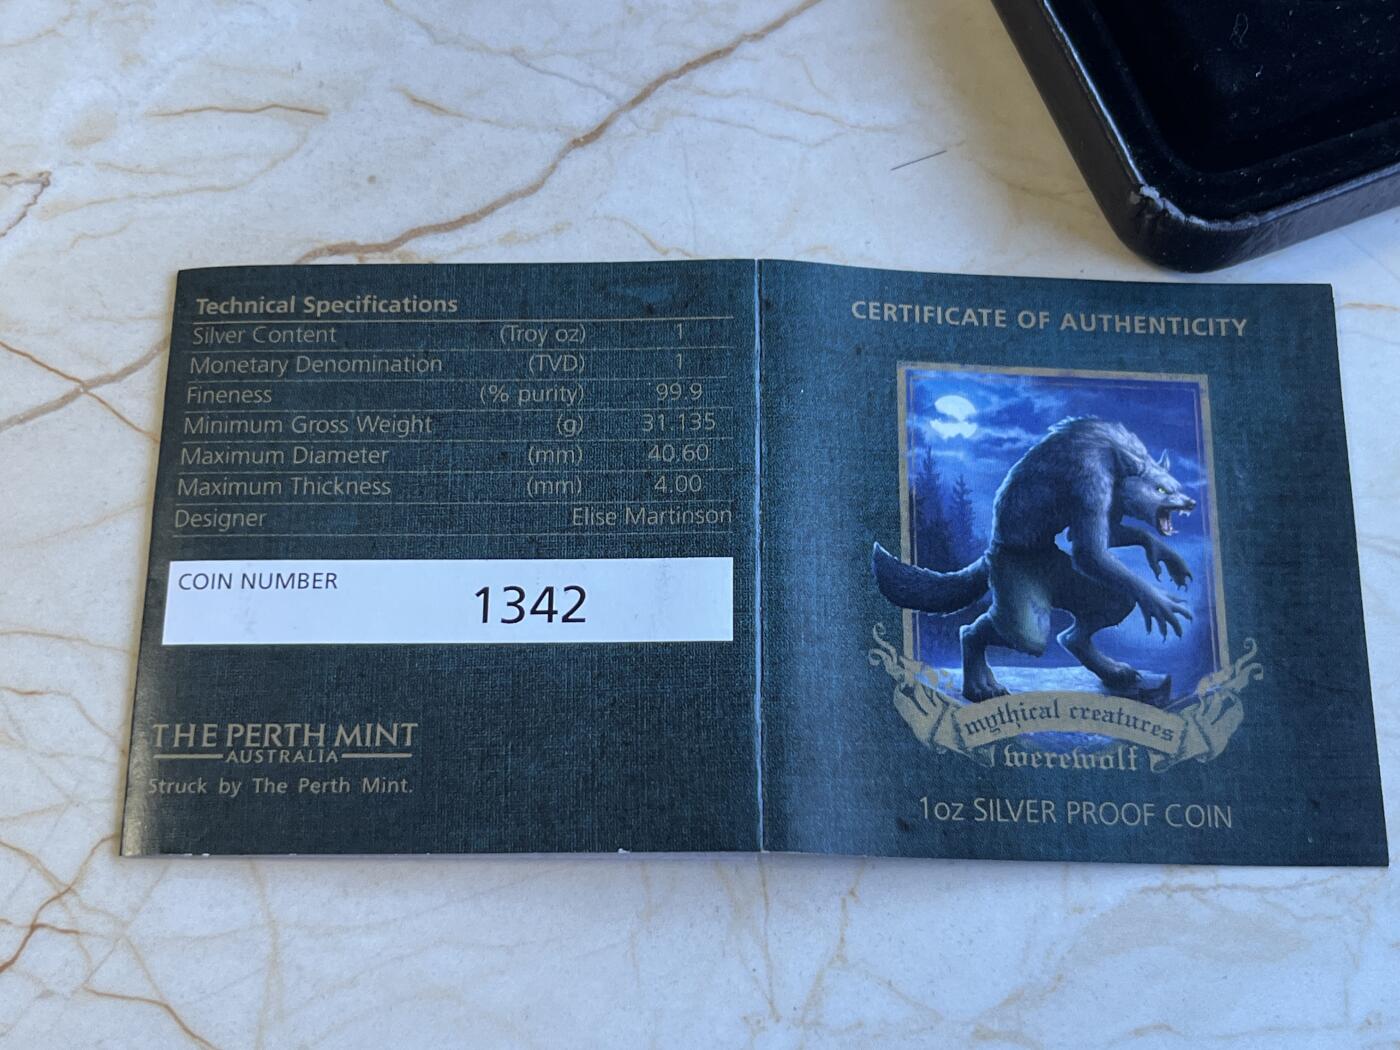 Technical Specifications
Silver Content (Troy oz) 1
Monetary Denomination (TVD) 1
Fineness (% purity) 99.9
Minimum Gross Weight (g) 31.135
Maximum Diameter (mm) 40.60
Maximum Thickness (mm) 4.00
Designer Elise Martinson
COIN NUMBER 1342
THE PERTH MINT
AUSTRALIA
Struck by The Perth Mint.
CERTIFICATE OF AUTHENTICITY
mythical creatures
werewolf
1oz SILVER PROOF COIN